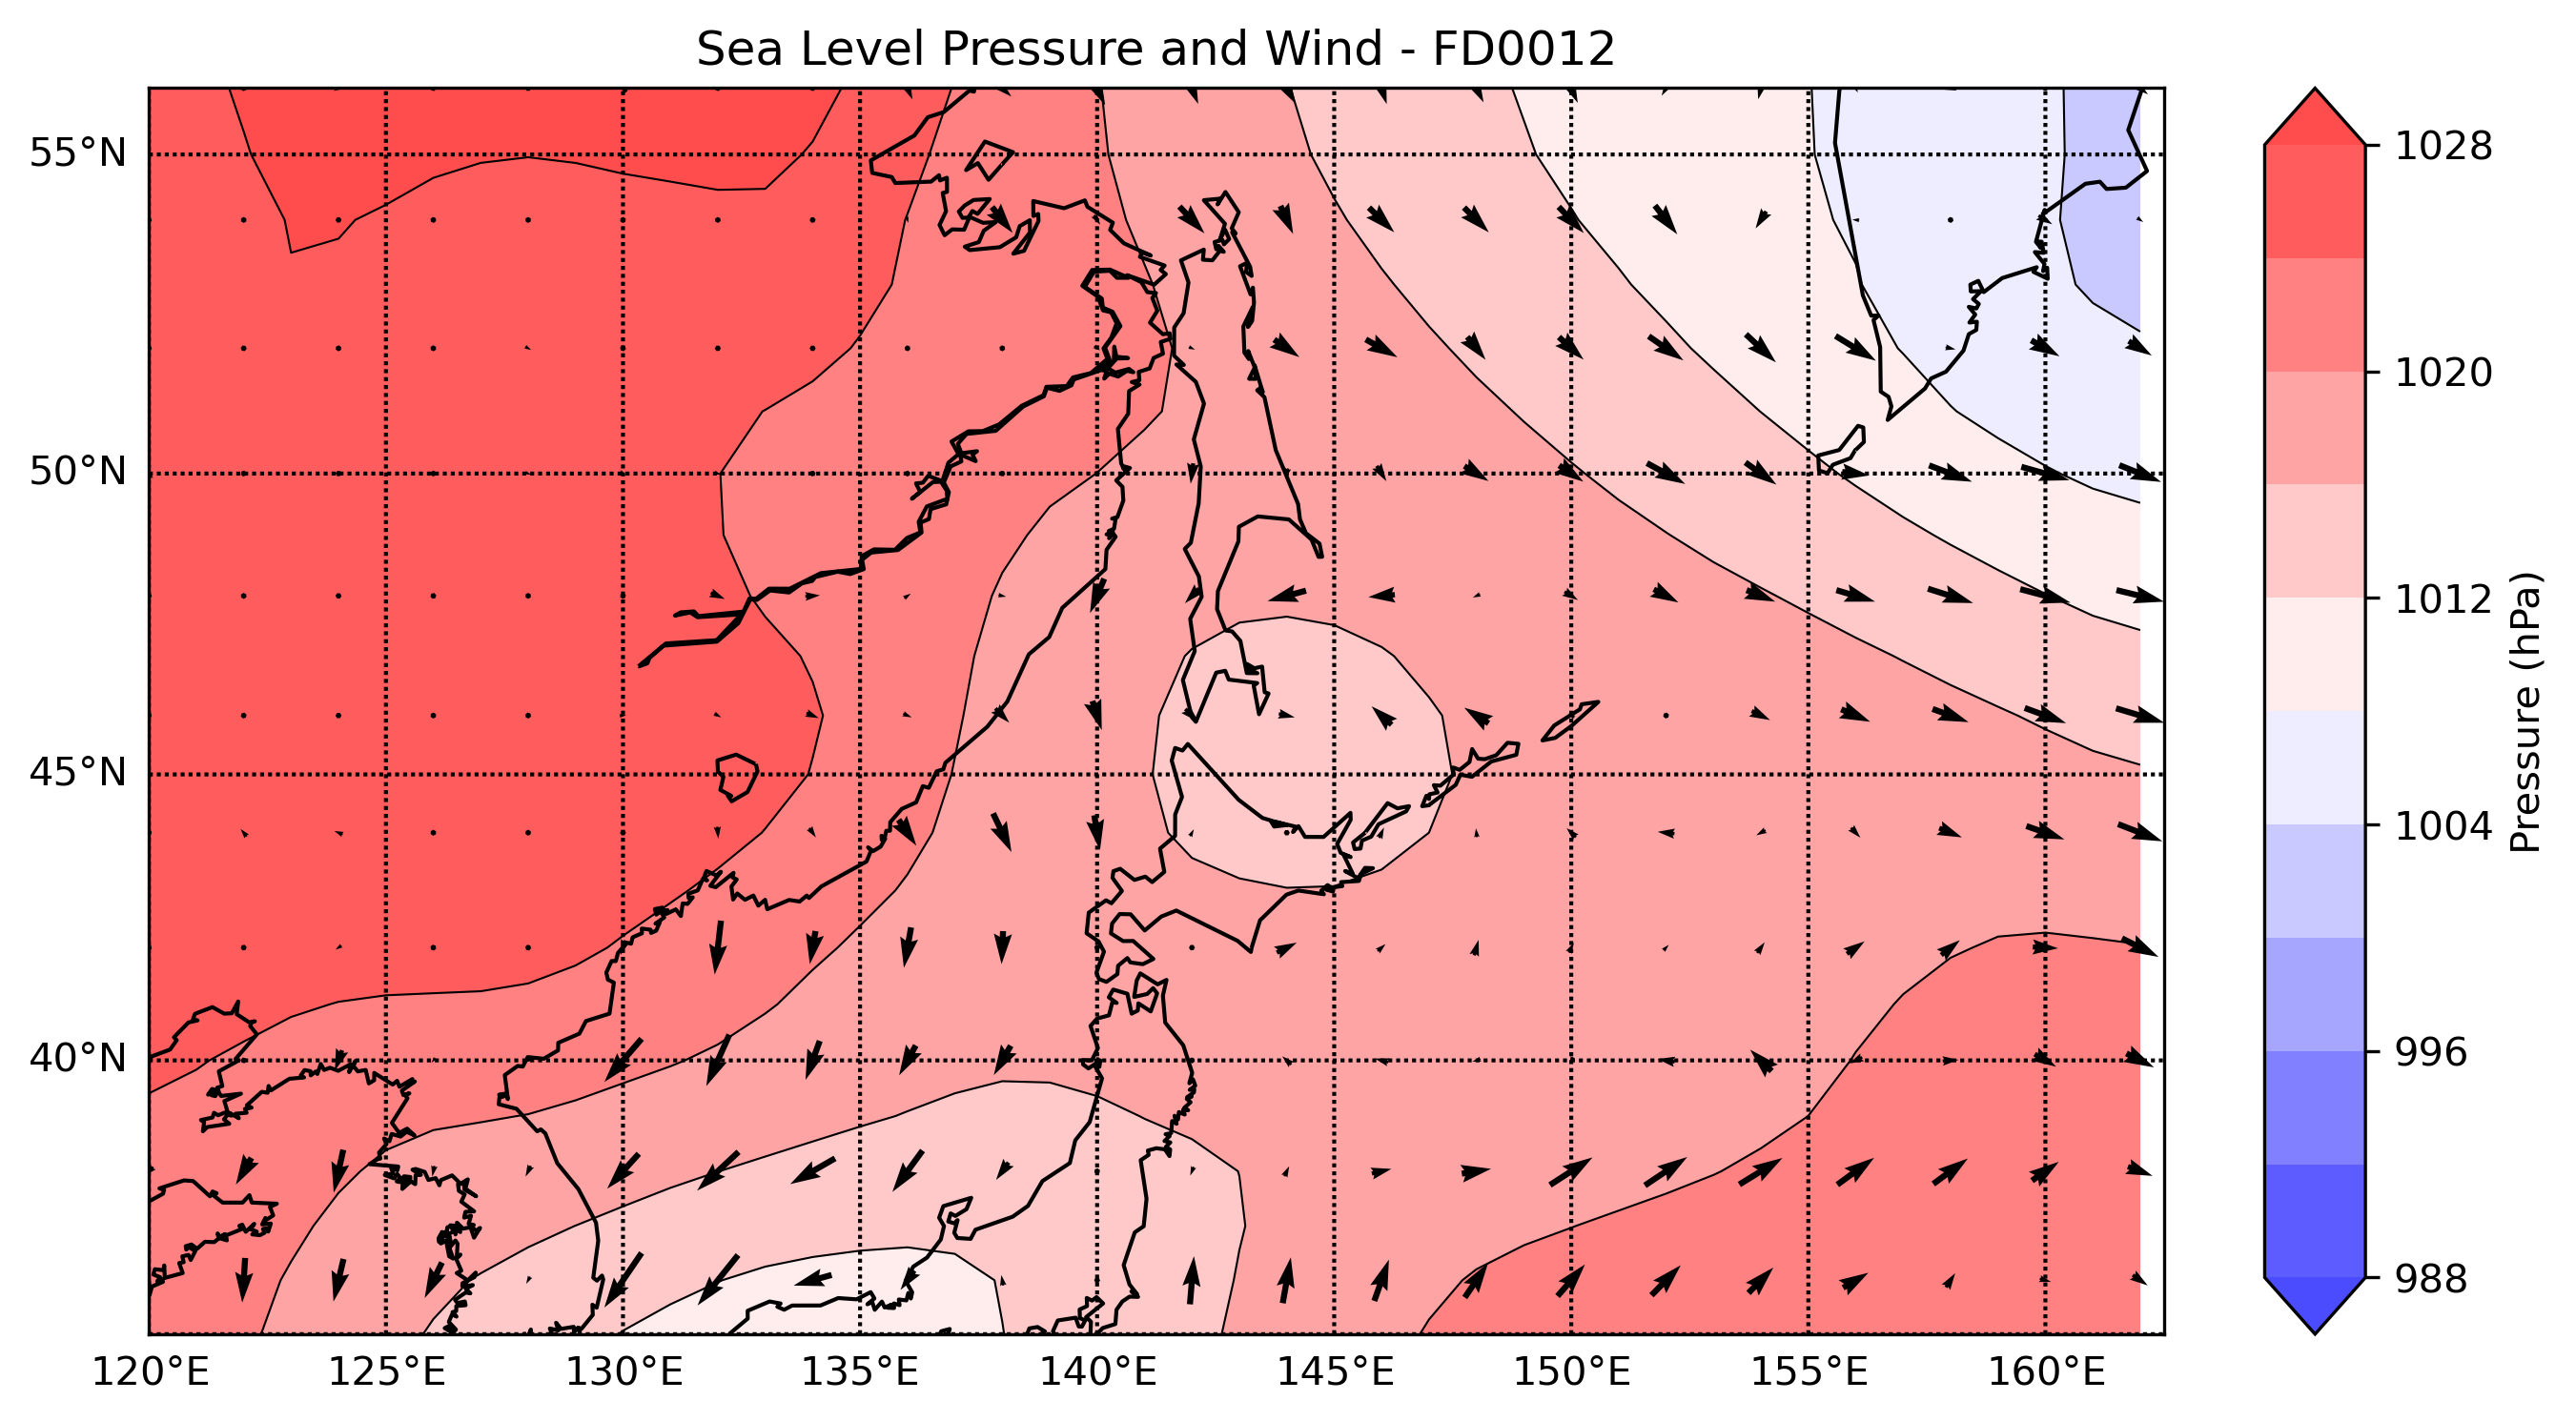 Sea Level Pressure and Wind - FD0012
55°N
50°N
45°N
40°N
120°E 125°E 130°E 135°E 140°E 145°E 150°E 155°E 160°E
1028
1020
1012
1004
996
988
Pressure (hPa)